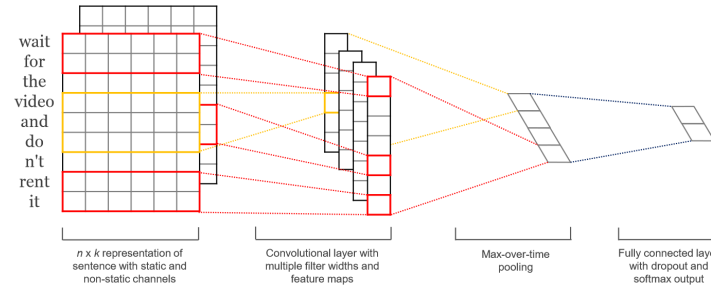 wait
for
the
video
and
do
n't
rent
it
n x k representation of
sentence with static and
non-static channels
Convolutional layer with
multiple filter widths and
feature maps
Max-over-time
pooling
Fully connected laye
with dropout and
softmax output